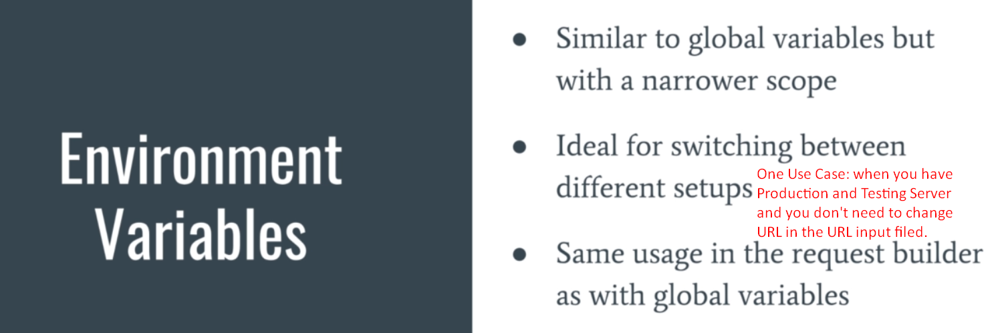 Environment
Variables
● Similar to global variables but
with a narrower scope
● Ideal for switching between
different setups
One Use Case: when you have
Production and Testing Server
and you don't need to change
URL in the URL input filed.
● Same usage in the request builder
as with global variables